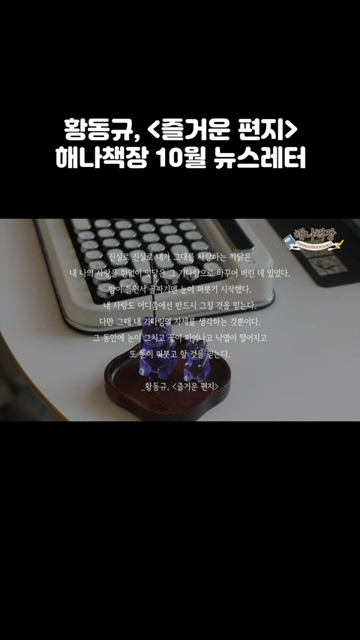 황동규, <즐거운 편지>
해나책장 10월 뉴스레터
해나책장
진실로 진실로 내가 그대를 사랑하는 까닭은
내 나의 사랑을 한없이 잇닿은 그 기다림으로 바꾸어 버린 데 있었다.
밤이 들면서 골짜기엔 눈이 퍼붓기 시작했다.
내 사랑도 어디쯤에선 반드시 그칠 것을 믿는다.
다만 그때 내 기다림의 자세를 생각하는 것뿐이다.
그 동안에 눈이 그치고 꽃이 피어나고 낙엽이 떨어지고
또 눈이 퍼붓고 할 것을 믿는다.
_황동규, <즐거운 편지>